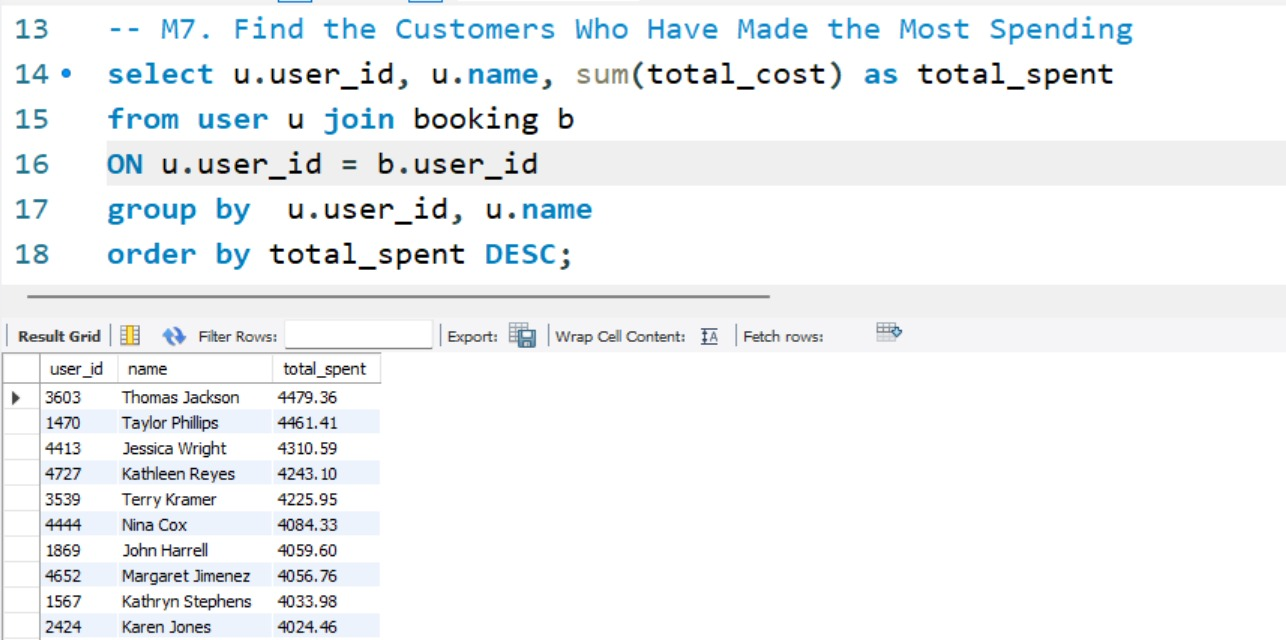 13 -- M7. Find the Customers Who Have Made the Most Spending
14 select u.user_id, u.name, sum(total_cost) as total_spent
15 from user u join booking b
16 ON u.user_id = b.user_id
17 group by  u.user_id, u.name
18 order by total_spent DESC;
Result Grid Filter Rows: Export: Wrap Cell Content: IA Fetch rows:
user_id name total_spent
3603 Thomas Jackson 4479.36
1470 Taylor Phillips 4461.41
4413 Jessica Wright 4310.59
4727 Kathleen Reyes 4243.10
3539 Terry Kramer 4225.95
4444 Nina Cox 4084.33
1869 John Harrell 4059.60
4652 Margaret Jimenez 4056.76
1567 Kathryn Stephens 4033.98
2424 Karen Jones 4024.46